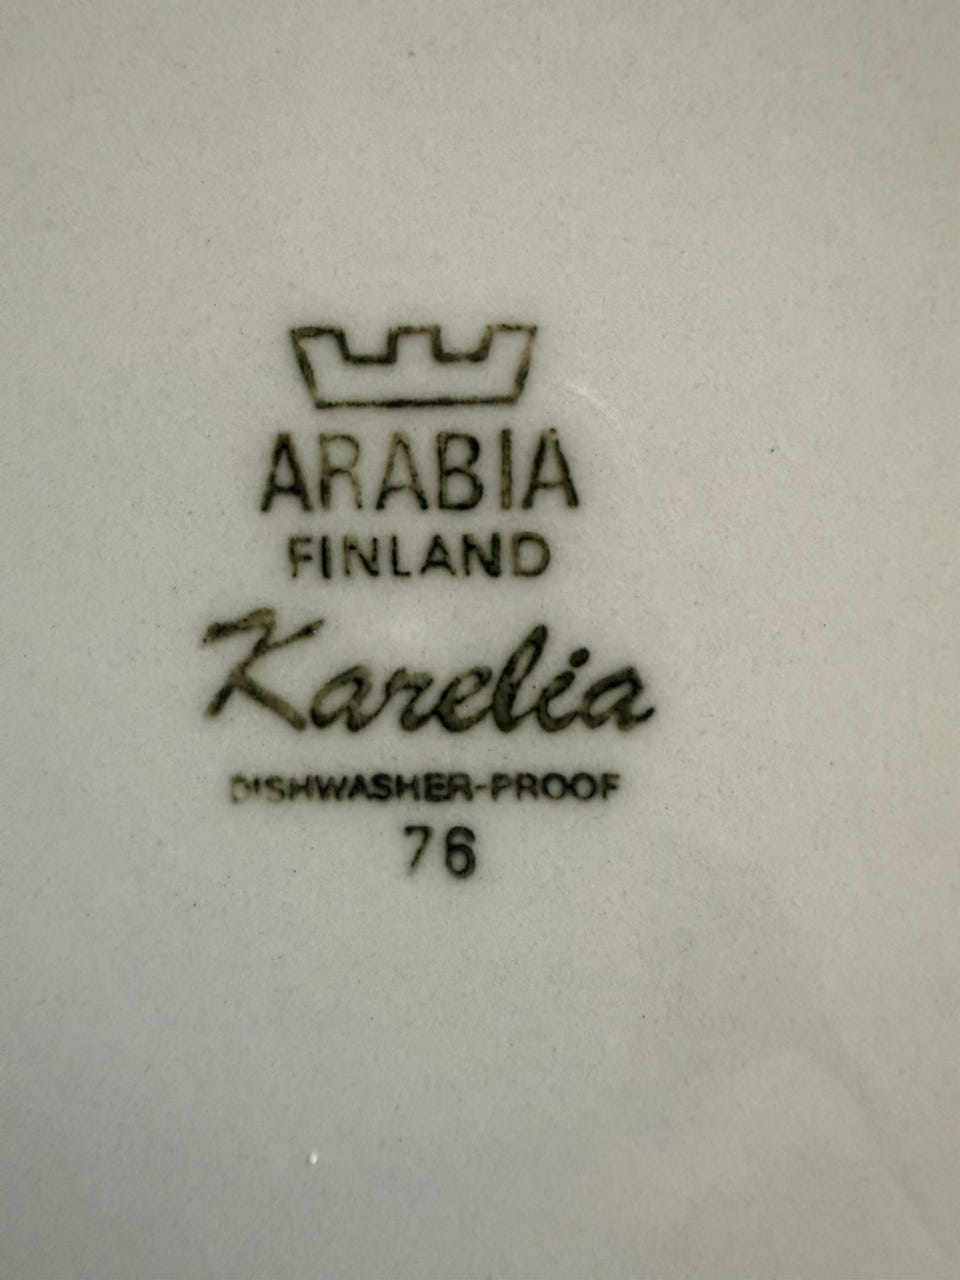 ARABIA
FINLAND
Karelia
DISHWASHER-PROOF
76